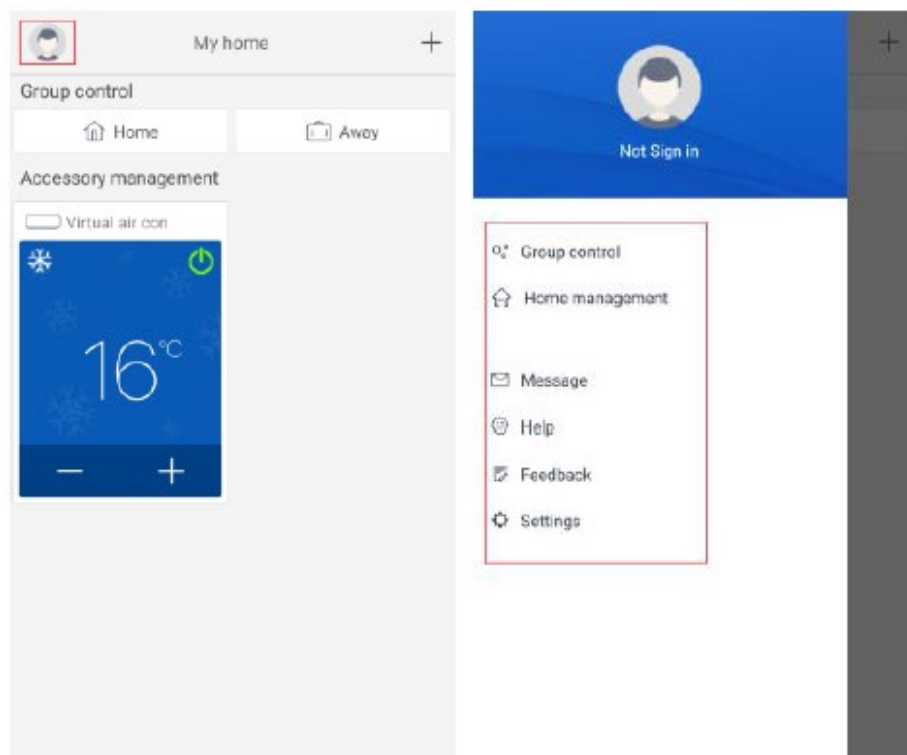 My home
Group control
Home
Away
Accessory management
Virtual air con
16°C
Not Sign in
Group control
Home management
Message
Help
Feedback
Settings